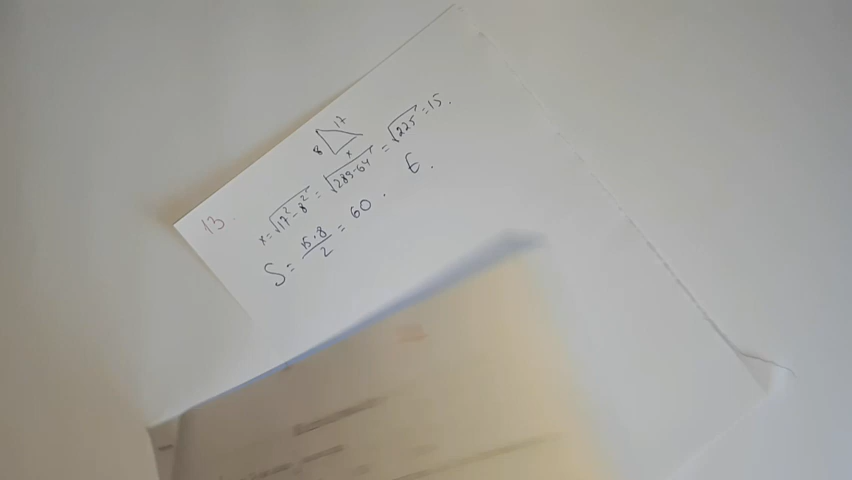 13.
17
8
x
x = √17² - 8² = √289-64 = √225 = 15.
S = 15·8/2 = 60. E.